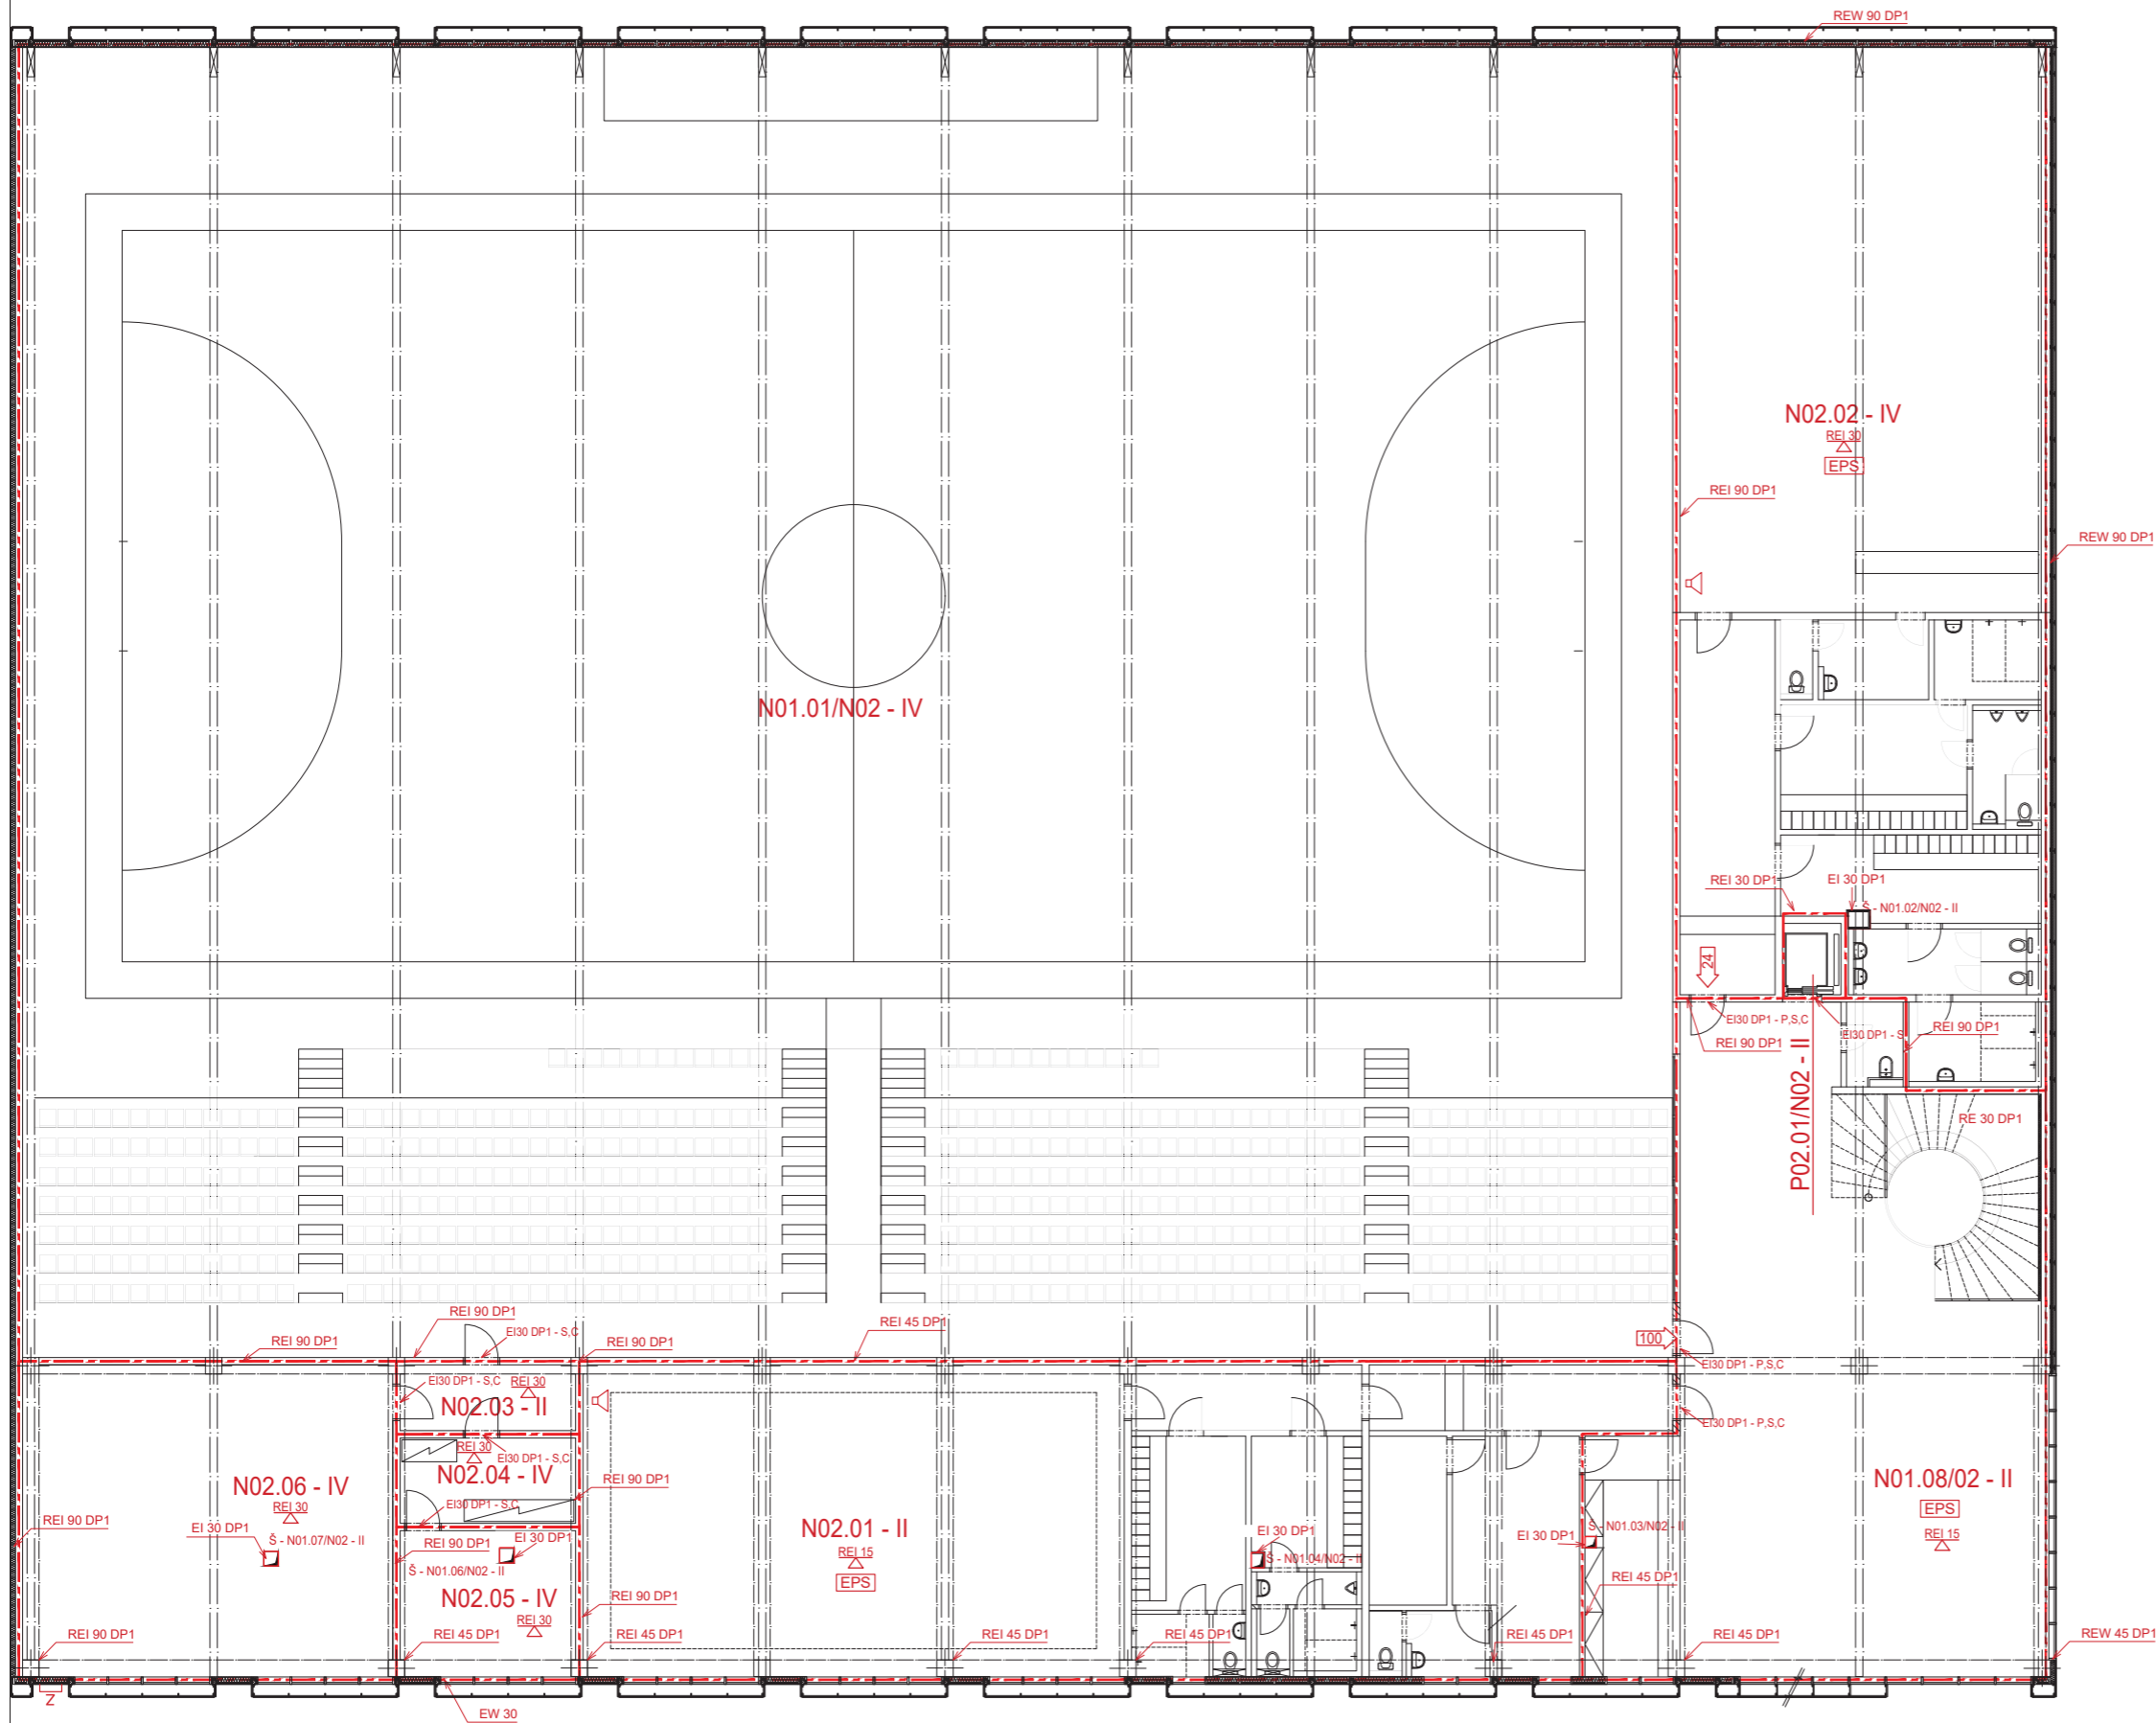 REW 90 DP1
N02.02 - IV
REI 30
EPS
REI 90 DP1
REW 90 DP1
N01.01/N02 - IV
REI 30 DP1
EI 30 DP1
Š - N01.02/N02 - II
24
EI30 DP1 - P,S,C
REI 90 DP1
EI30 DP1 - S
REI 90 DP1
P02.01/N02 - II
RE 30 DP1
REI 90 DP1
EI30 DP1 - S,C
REI 90 DP1
REI 90 DP1
REI 45 DP1
100
EI30 DP1 - P,S,C
EI30 DP1 - S,C
REI 30
N02.03 - II
EI30 DP1 - P,S,C
REI 30
EI30 DP1 - S,C
N02.04 - IV
REI 90 DP1
EI30 DP1 - S,C
N02.06 - IV
REI 30
N01.08/02 - II
EPS
REI 15
REI 90 DP1
EI 30 DP1
Š - N01.07/N02 - II
REI 90 DP1
EI 30 DP1
Š - N01.06/N02 - II
N02.05 - IV
REI 30
N02.01 - II
REI 15
EPS
EI 30 DP1
Š - N01.04/N02 - II
EI 30 DP1
Š - N01.03/N02 - II
REI 90 DP1
REI 45 DP1
REI 90 DP1
REI 45 DP1
REI 45 DP1
REI 45 DP1
REI 45 DP1
REI 45 DP1
REI 45 DP1
REW 45 DP1
Z
EW 30